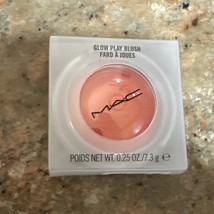 GLOW PLAY BLUSH
FARD À JOUES
MAC
POIDS NET WT. 0.25 OZ./7.3 g ℮